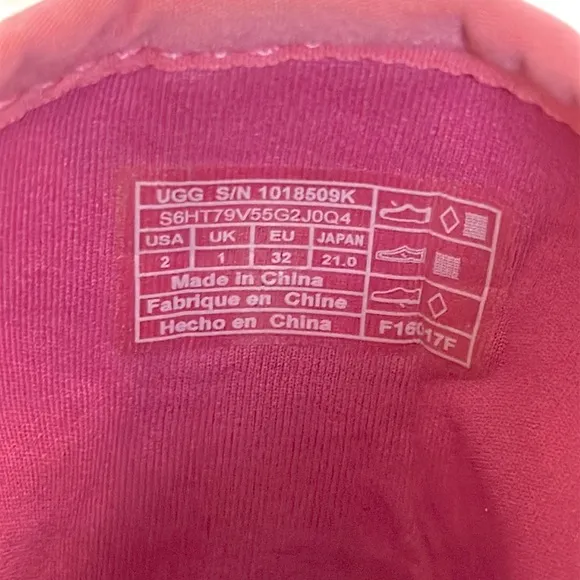 UGG S/N 1018509K
S6HT79V55G2J0Q4
USA UK EU JAPAN
2 1 32 21.0
Made in China
Fabrique en Chine
Hecho en China